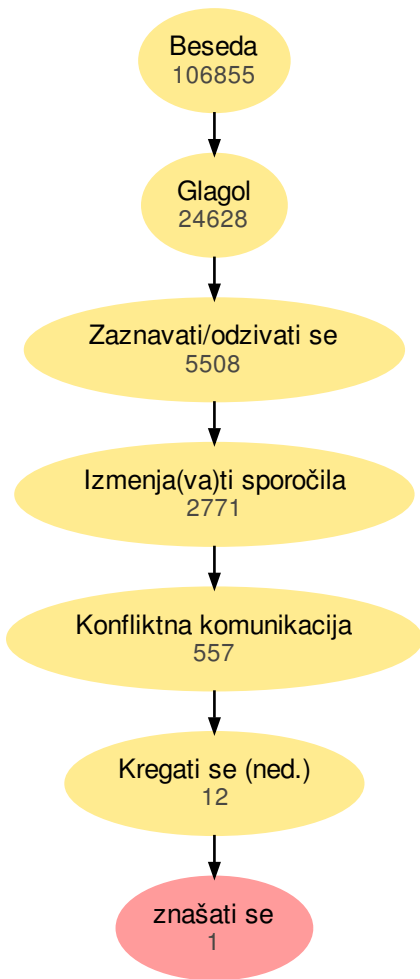 Beseda
106855
Glagol
24628
Zaznavati/odzivati se
5508
Izmenja(va)ti sporočila
2771
Konfliktna komunikacija
557
Kregati se (ned.)
12
znašati se
1